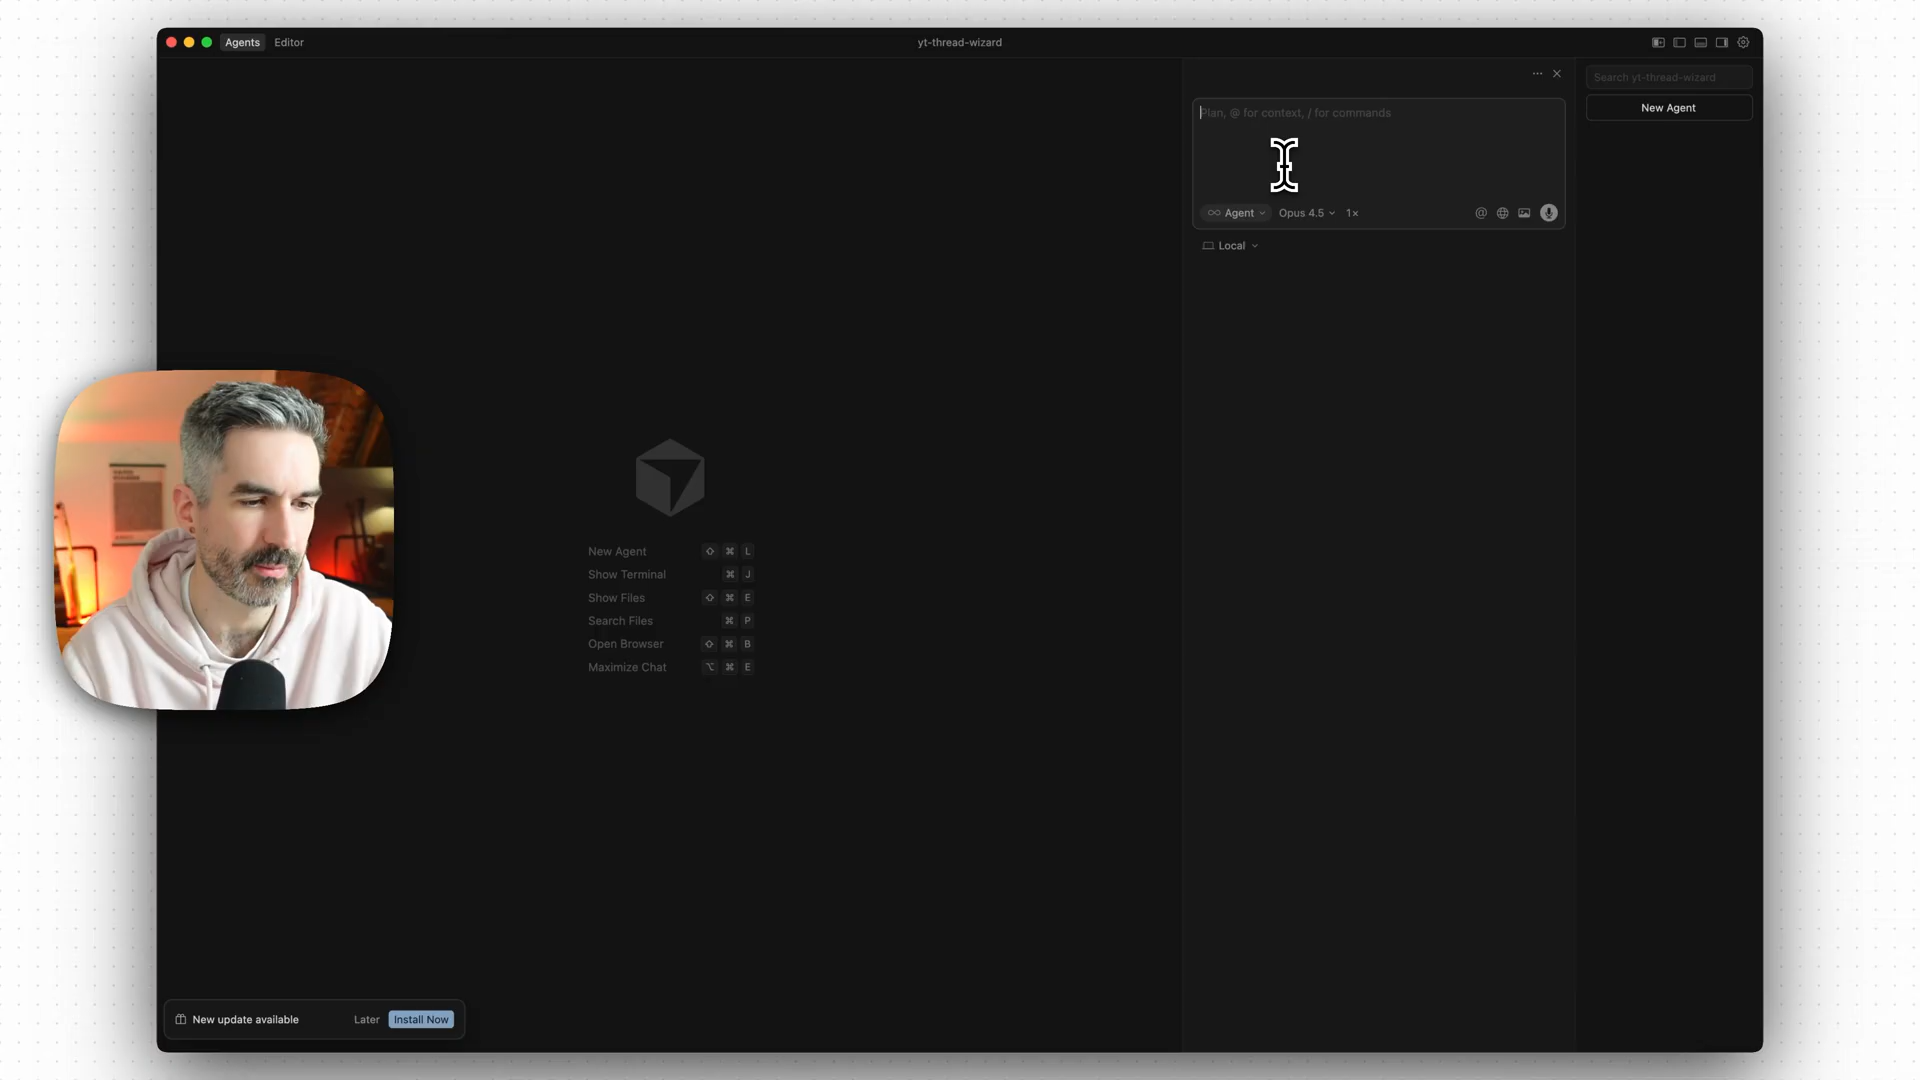 Agents Editor
yt-thread-wizard
Search yt-thread-wizard
New Agent
Plan, @ for context, / for commands
Agent Opus 4.5 1×
Local
New Agent ⇧ ⌘ L
Show Terminal ⌘ J
Show Files ⇧ ⌘ E
Search Files ⌘ P
Open Browser ⇧ ⌘ B
Maximize Chat ⌥ ⌘ E
New update available Later Install Now